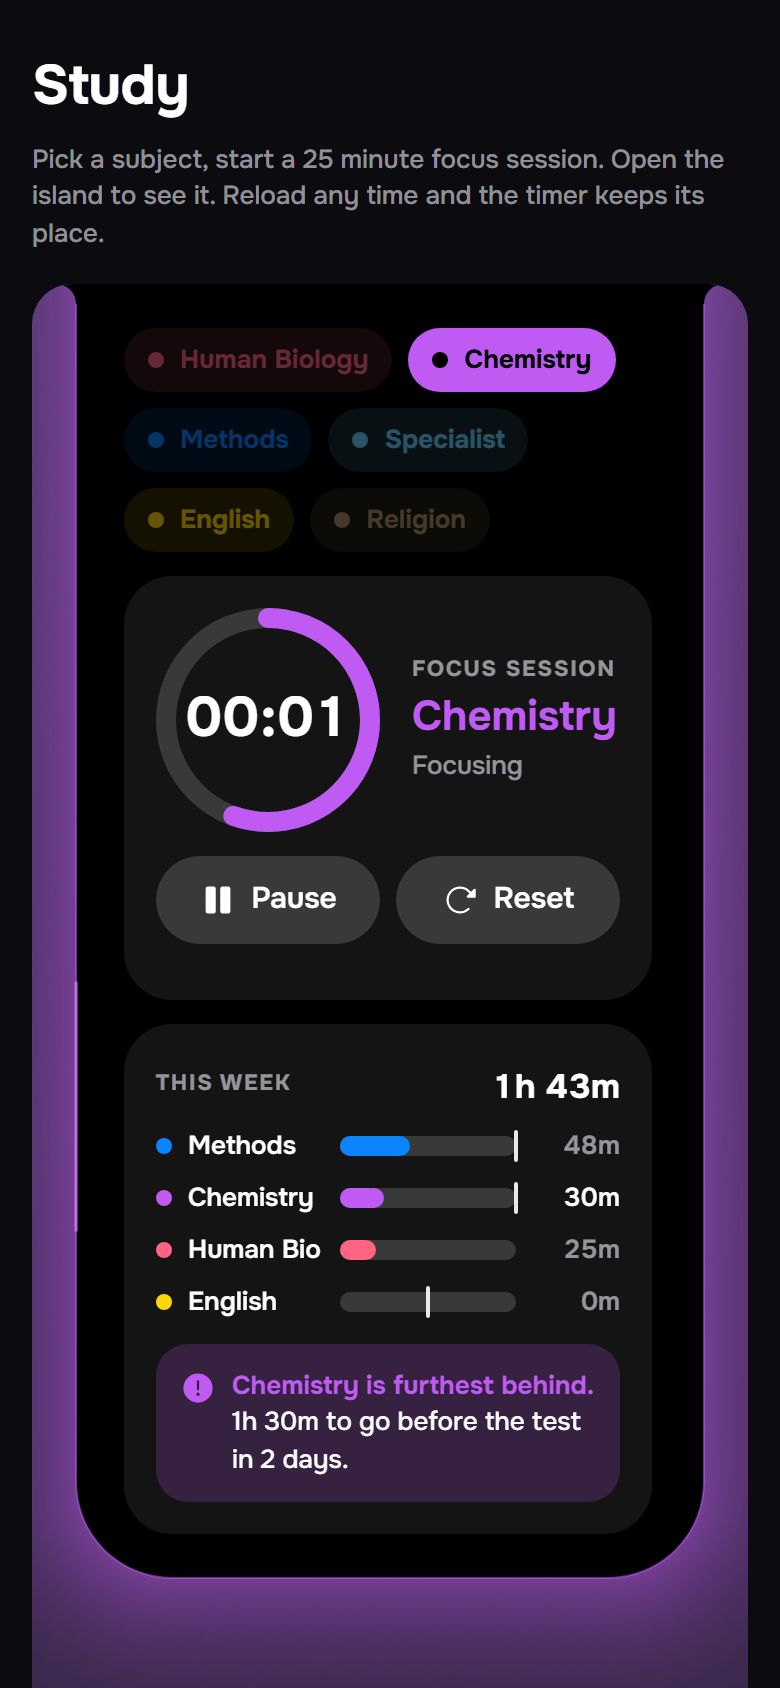 Study
Pick a subject, start a 25 minute focus session. Open the
island to see it. Reload any time and the timer keeps its
place.
Human Biology
Chemistry
Methods
Specialist
English
Religion
00:01
FOCUS SESSION
Chemistry
Focusing
Pause
Reset
THIS WEEK
1h 43m
Methods
48m
Chemistry
30m
Human Bio
25m
English
0m
Chemistry is furthest behind.
1h 30m to go before the test
in 2 days.